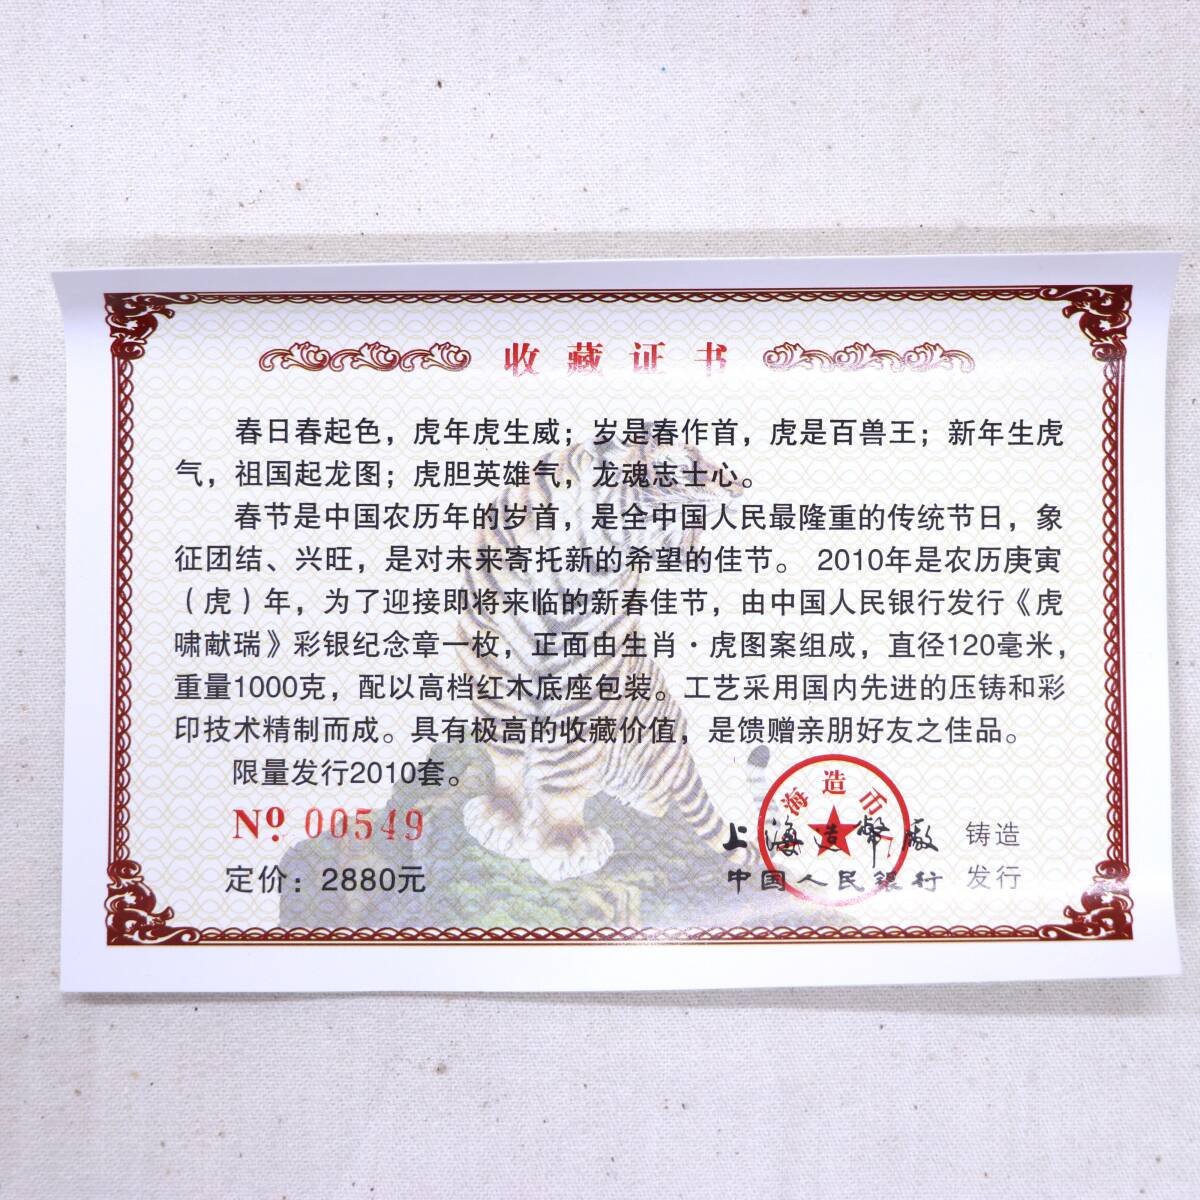 收藏证书
春日春起色，虎年虎生威；岁是春作首，虎是百兽王；新年生虎
气，祖国起龙图；虎胆英雄气，龙魂志士心。
春节是中国农历年的岁首，是全中国人民最隆重的传统节日，象
征团结、兴旺，是对未来寄托新的希望的佳节。 2010年是农历庚寅
（虎）年，为了迎接即将来临的新春佳节，由中国人民银行发行《虎
啸献瑞》彩银纪念章一枚，正面由生肖·虎图案组成，直径120毫米，
重量1000克，配以高档红木底座包装。工艺采用国内先进的压铸和彩
印技术精制而成。具有极高的收藏价值，是馈赠亲朋好友之佳品。
限量发行2010套。
No. 00549
定价：2880元
海造币
上海造幣廠 铸造
中国人民银行 发行